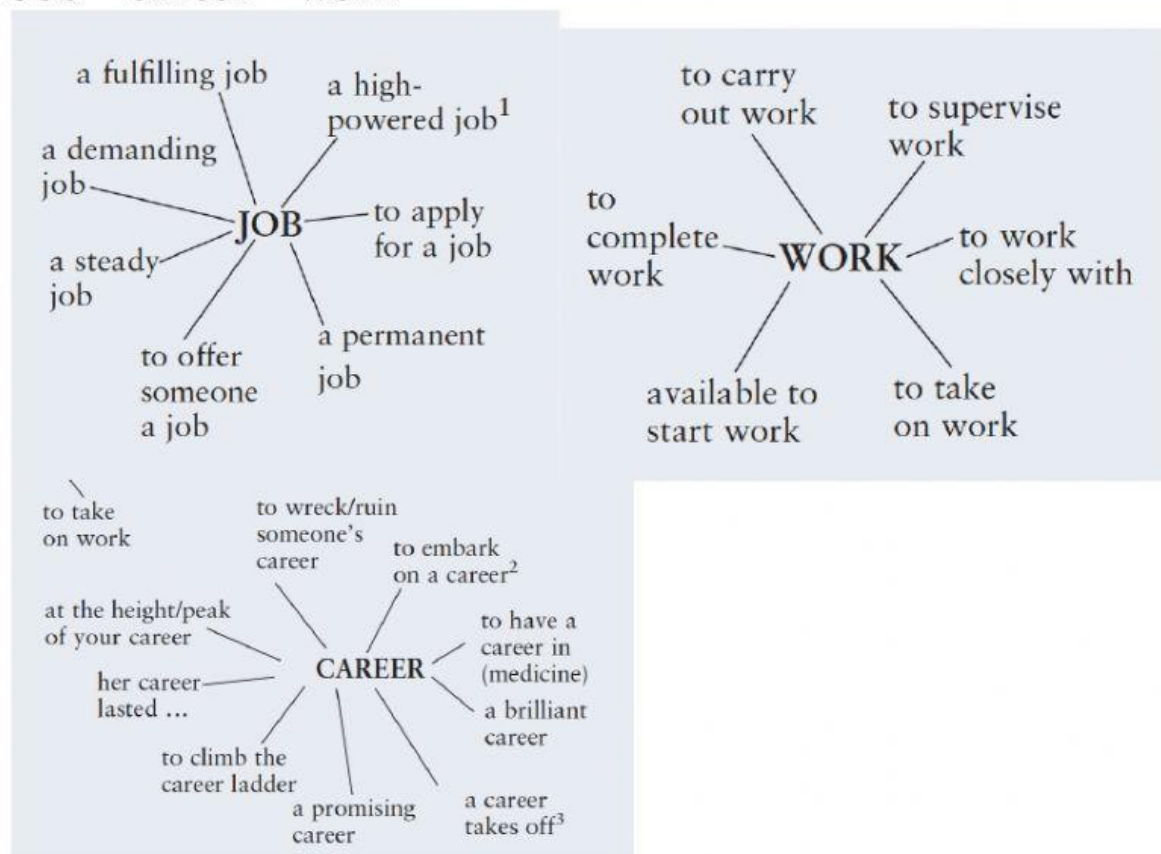 a fulfilling job
a high-
powered job¹
a demanding
job
JOB
to apply
for a job
a steady
job
a permanent
job
to offer
someone
a job
to carry
out work
to supervise
work
to
complete
work
WORK
to work
closely with
available to
start work
to take
on work
to take
on work
to wreck/ruin
someone's
career
to embark
on a career²
at the height/peak
of your career
to have a
career in
(medicine)
CAREER
her career
lasted ...
a brilliant
career
to climb the
career ladder
a promising
career
a career
takes off³